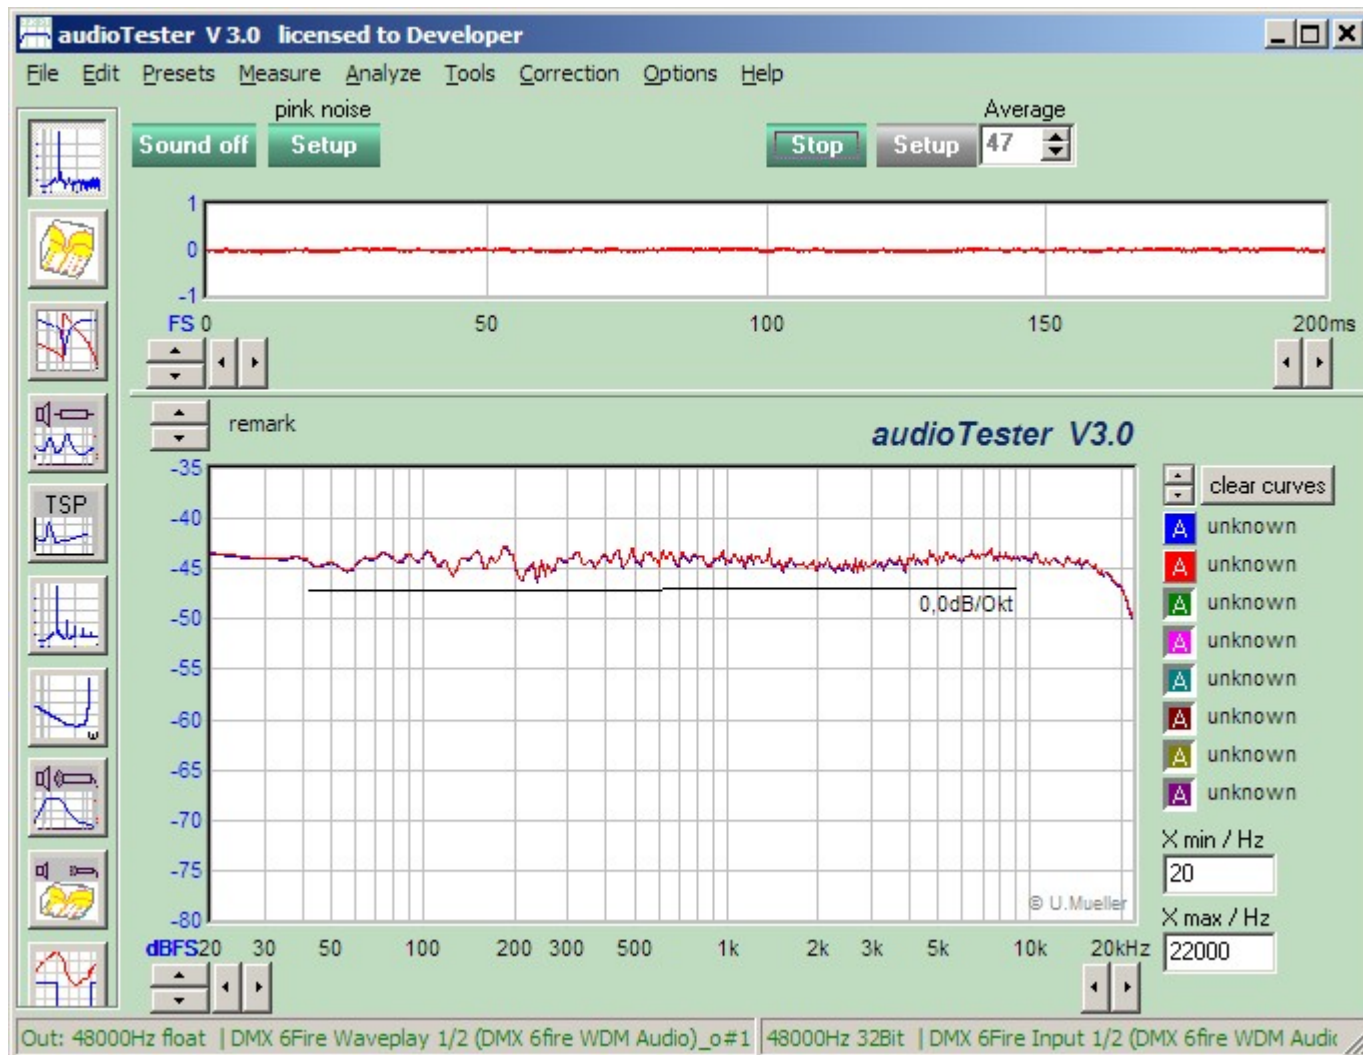 audioTester V 3.0 licensed to Developer
File Edit Presets Measure Analyze Tools Correction Options Help
pink noise
Average
Sound off Setup Stop Setup 47
1
0
-1
FS 0 50 100 150 200ms
remark
audioTester V3.0
clear curves
-35
-40
-45
-50
-55
-60
-65
-70
-75
-80
0,0dB/Okt
© U.Mueller
dBFS 20 30 50 100 200 300 500 1k 2k 3k 5k 10k 20kHz
TSP
ω
A unknown
A unknown
A unknown
A unknown
A unknown
A unknown
A unknown
A unknown
X min / Hz
20
X max / Hz
22000
Out: 48000Hz float | DMX 6Fire Waveplay 1/2 (DMX 6fire WDM Audio)_o#1
48000Hz 32Bit | DMX 6Fire Input 1/2 (DMX 6fire WDM Audic